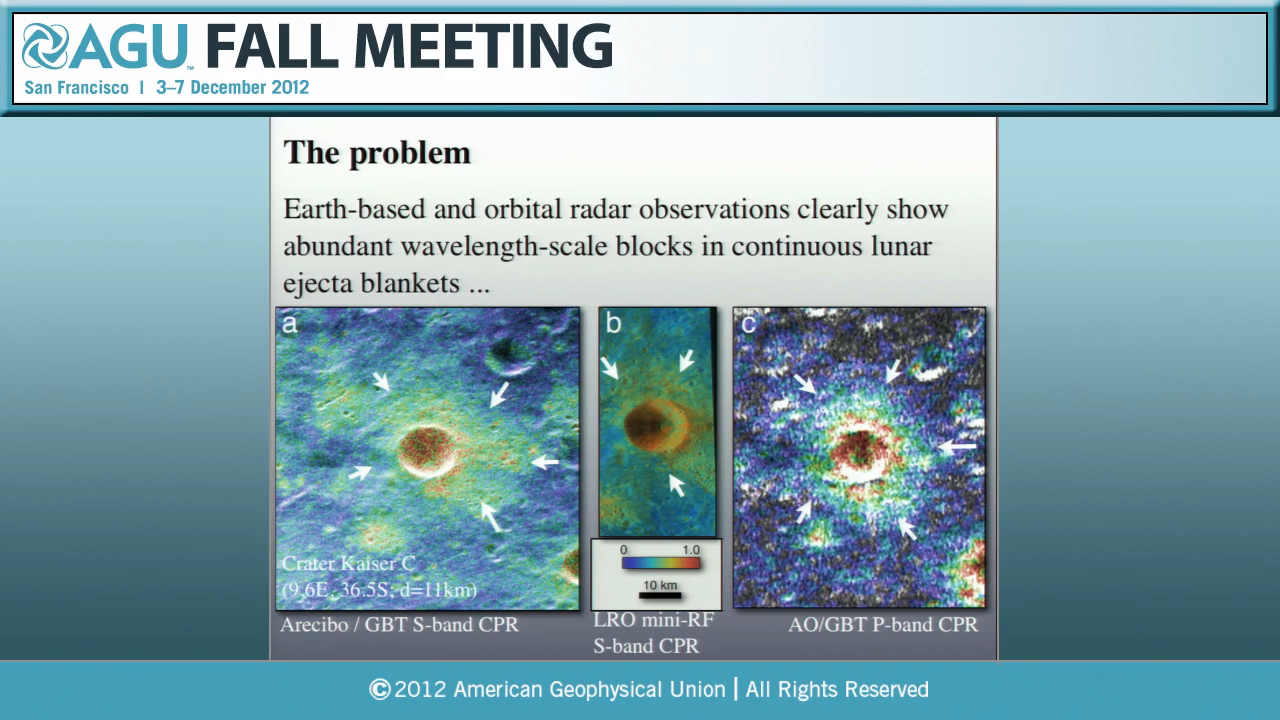 AGU™ FALL MEETING
San Francisco | 3–7 December 2012
The problem
Earth-based and orbital radar observations clearly show
abundant wavelength-scale blocks in continuous lunar
ejecta blankets ...
a
b
c
Crater Kaiser C
(9.6E, 36.5S; d=11km)
0 1.0
10 km
Arecibo / GBT S-band CPR
LRO mini-RF
S-band CPR
AO/GBT P-band CPR
©2012 American Geophysical Union | All Rights Reserved